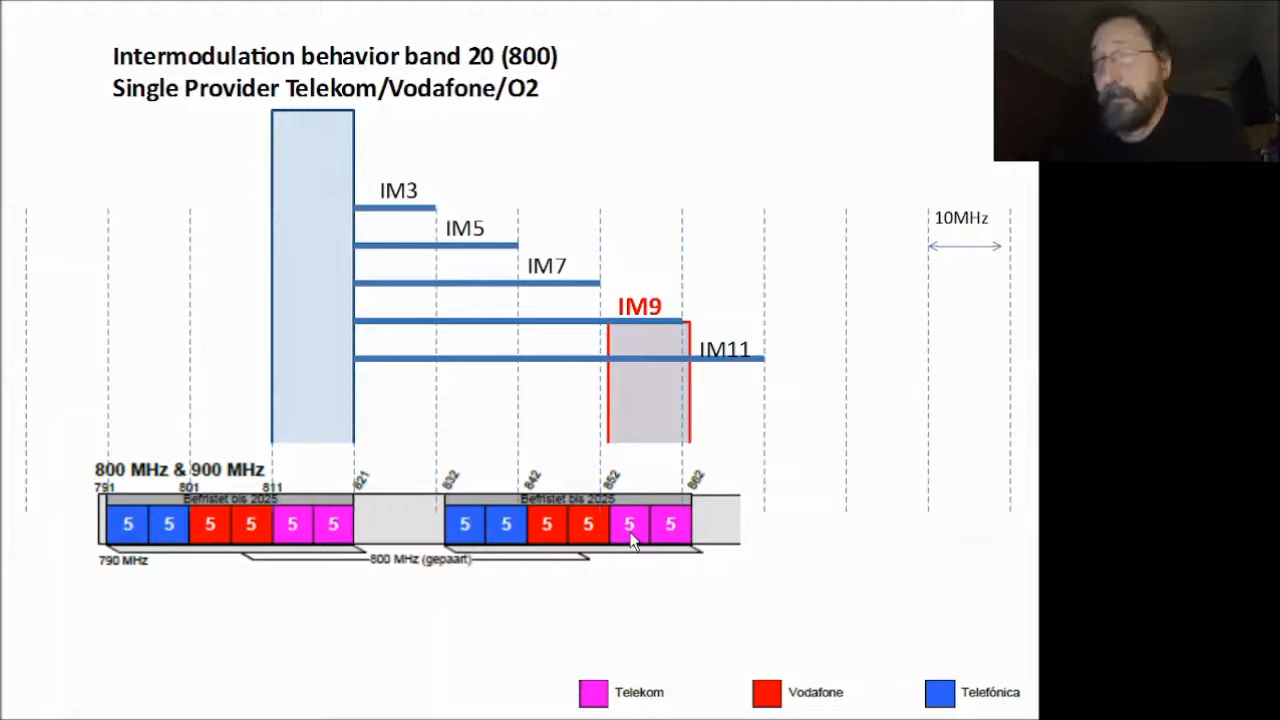 Intermodulation behavior band 20 (800)
Single Provider Telekom/Vodafone/O2
IM3
IM5
10MHz
IM7
IM9
IM11
800 MHz & 900 MHz
791 801 811 821 832 842 852 862
Befristet bis 2025 Befristet bis 2025
5 5 5 5 5 5 5 5 5 5 5 5
790 MHz 800 MHz (gepaart)
Telekom Vodafone Telefónica